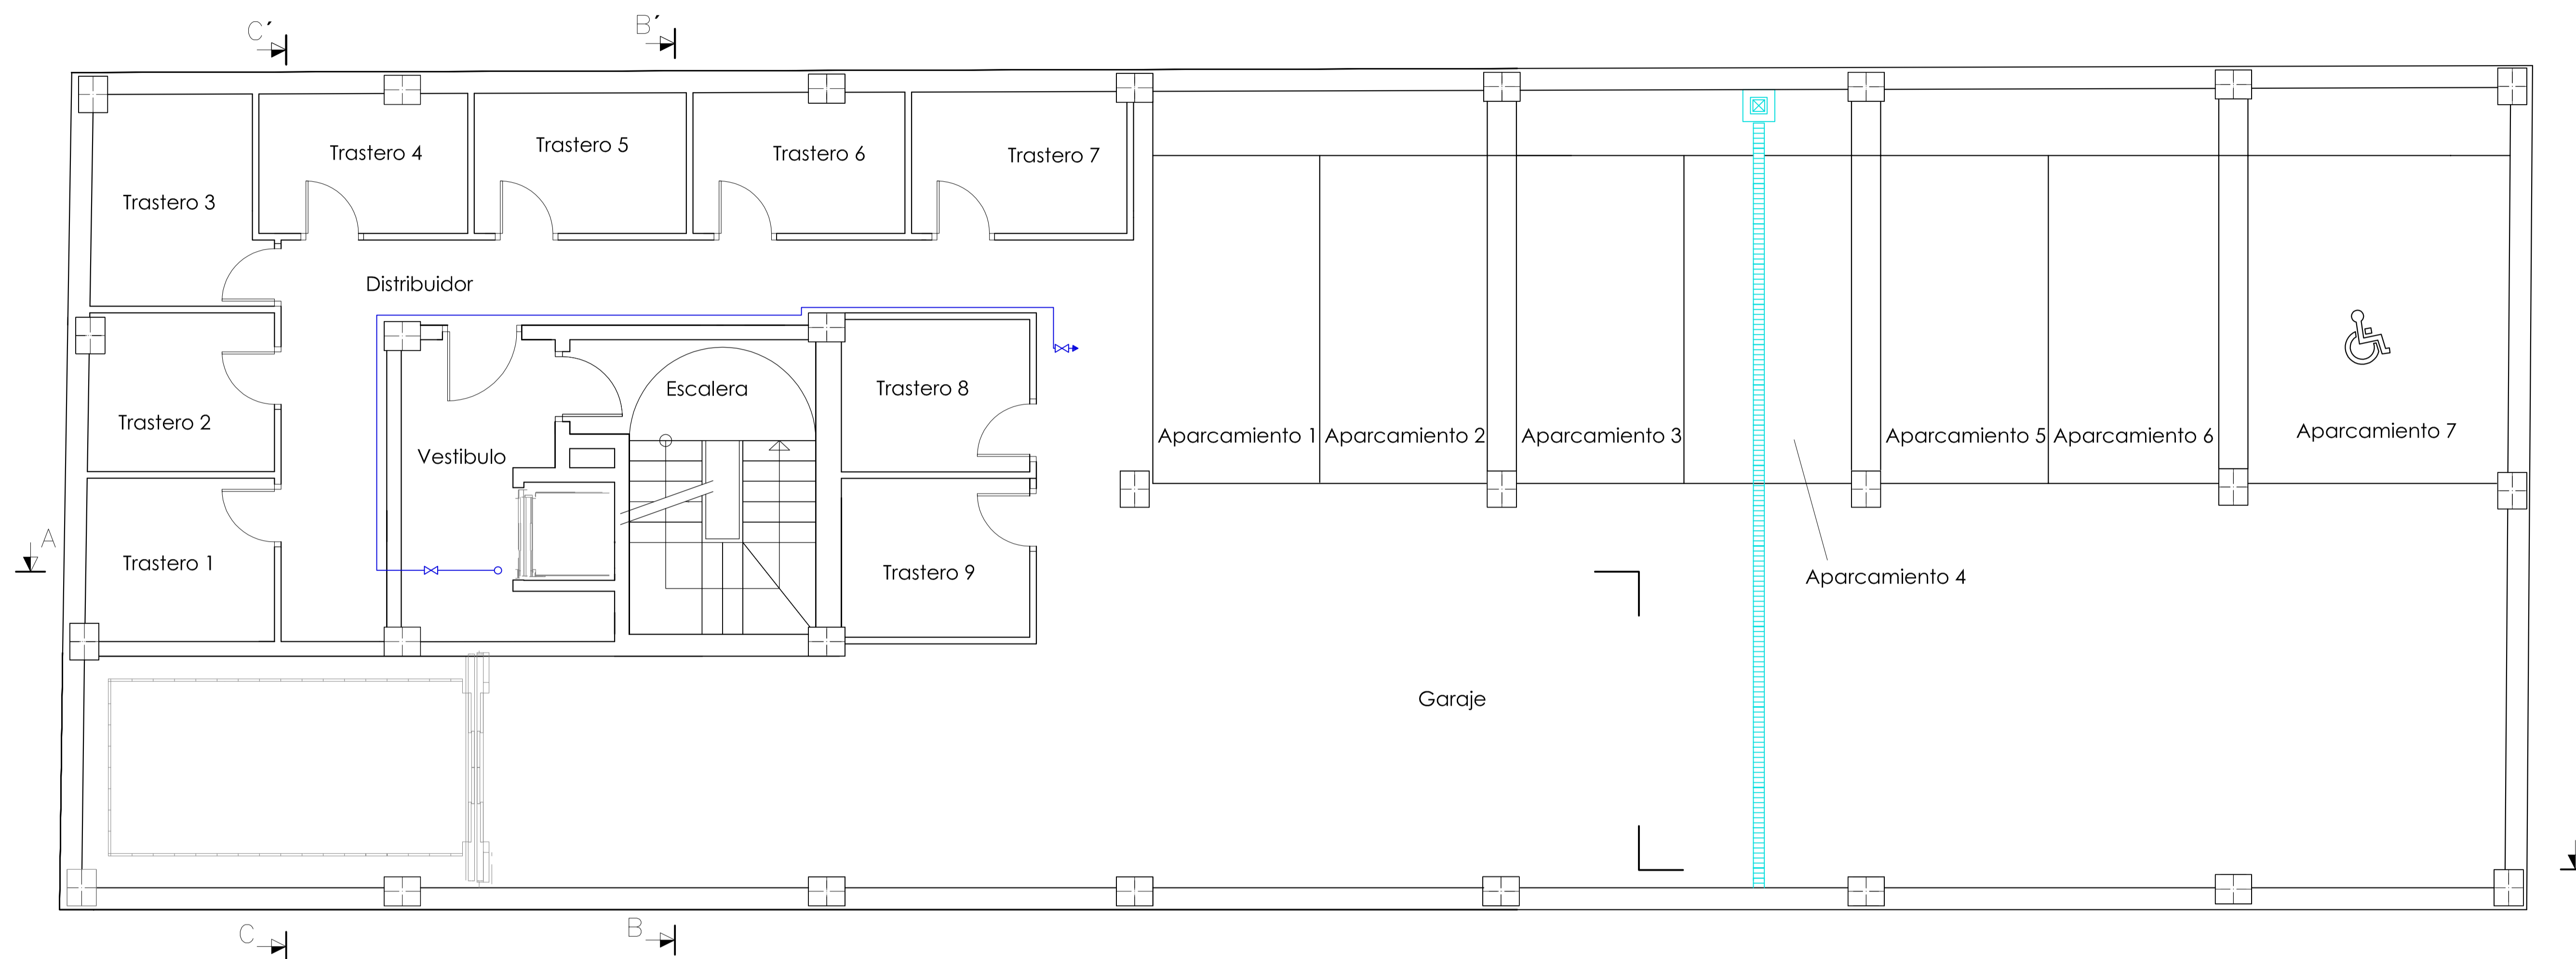 C´
B´
Trastero 3
Trastero 4
Trastero 5
Trastero 6
Trastero 7
Distribuidor
Trastero 2
Vestibulo
Escalera
Trastero 8
Aparcamiento 1
Aparcamiento 2
Aparcamiento 3
Aparcamiento 5
Aparcamiento 6
Aparcamiento 7
A
Trastero 1
Trastero 9
Aparcamiento 4
Garaje
C
B